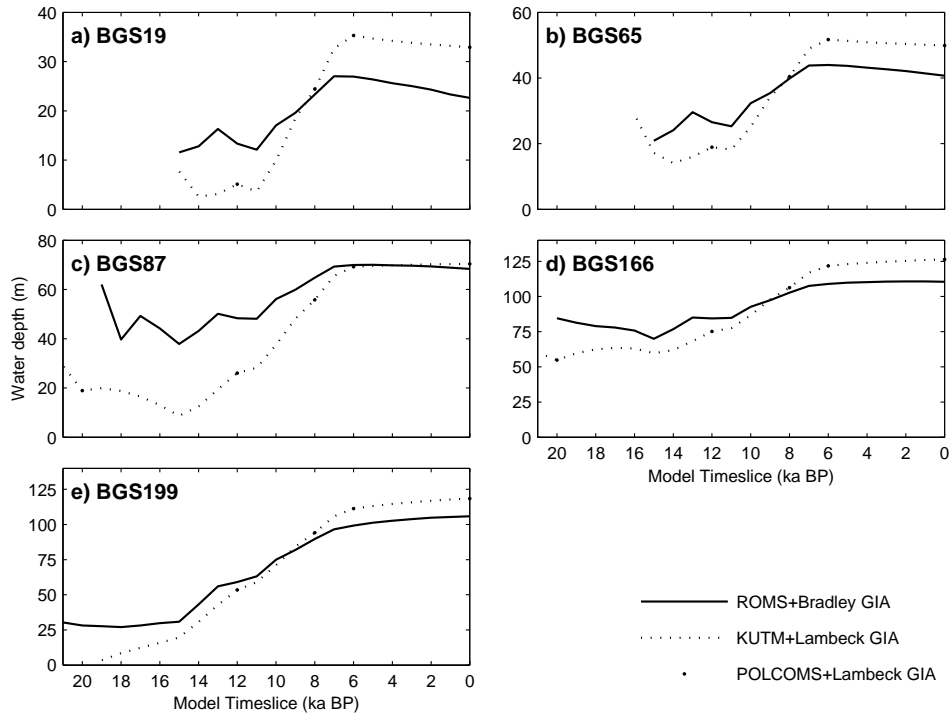 a) BGS19
40
30
20
10
0
b) BGS65
60
40
20
0
c) BGS87
80
60
40
20
0
Water depth (m)
d) BGS166
125
100
75
50
25
0
20 18 16 14 12 10 8 6 4 2 0
Model Timeslice (ka BP)
e) BGS199
125
100
75
50
25
0
20 18 16 14 12 10 8 6 4 2 0
Model Timeslice (ka BP)
ROMS+Bradley GIA
KUTM+Lambeck GIA
POLCOMS+Lambeck GIA